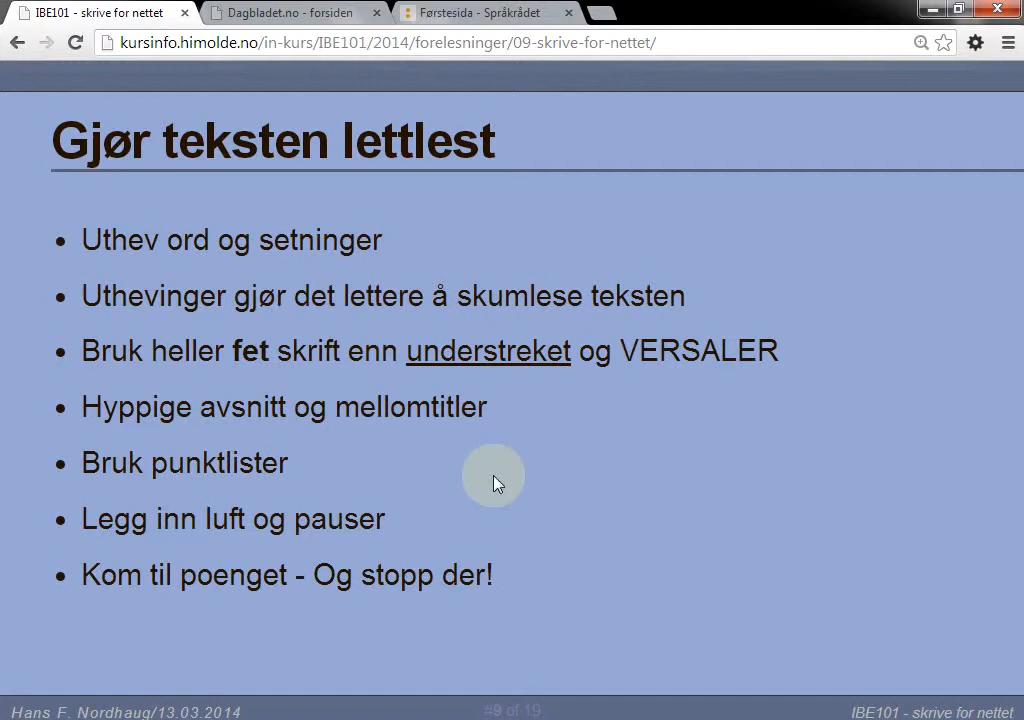 IBE101 - skrive for nettet
Dagbladet.no - forsiden
Førstesida - Språkrådet
kursinfo.himolde.no/in-kurs/IBE101/2014/forelesninger/09-skrive-for-nettet/
Gjør teksten lettlest
• Uthev ord og setninger
• Uthevinger gjør det lettere å skumlese teksten
• Bruk heller fet skrift enn understreket og VERSALER
• Hyppige avsnitt og mellomtitler
• Bruk punktlister
• Legg inn luft og pauser
• Kom til poenget - Og stopp der!
Hans F. Nordhaug/13.03.2014
#9 of 19
IBE101 - skrive for nettet